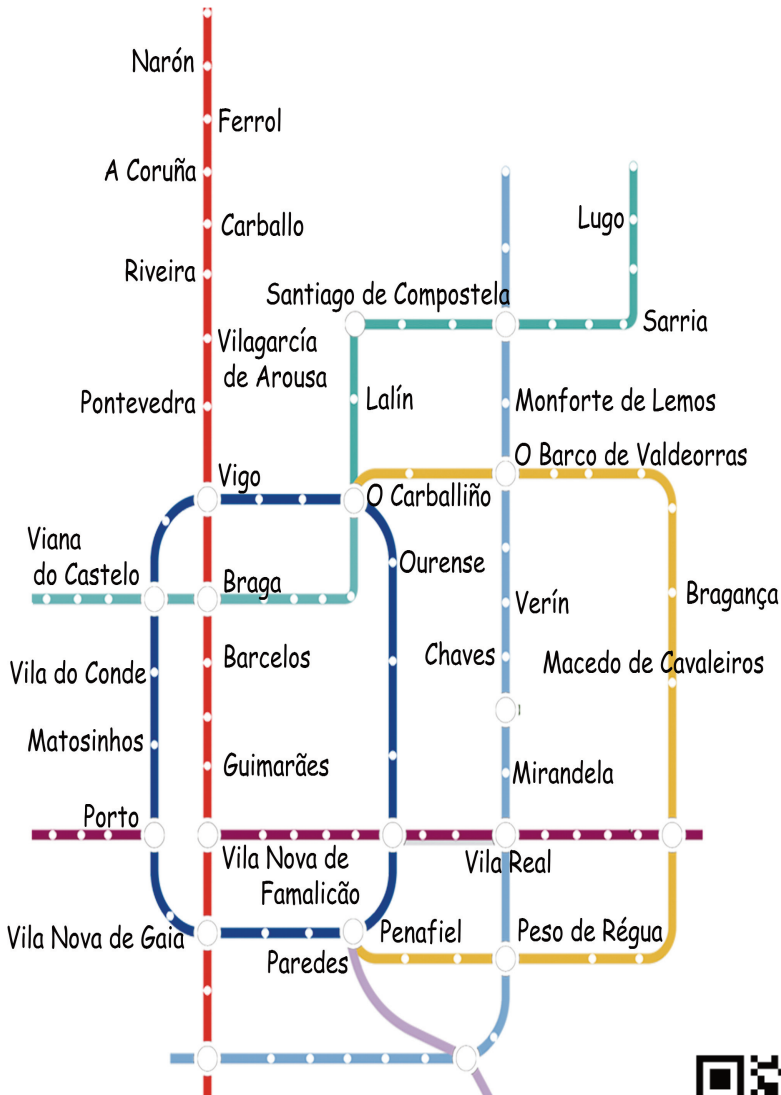 Narón
Ferrol
A Coruña
Lugo
Carballo
Riveira
Santiago de Compostela
Sarria
Vilagarcía
de Arousa
Lalín
Monforte de Lemos
Pontevedra
O Barco de Valdeorras
Vigo
O Carballiño
Viana
do Castelo
Ourense
Braga
Bragança
Verín
Barcelos
Chaves
Macedo de Cavaleiros
Vila do Conde
Matosinhos
Guimarães
Mirandela
Porto
Vila Nova de
Famalicão
Vila Real
Vila Nova de Gaia
Penafiel
Peso de Régua
Paredes